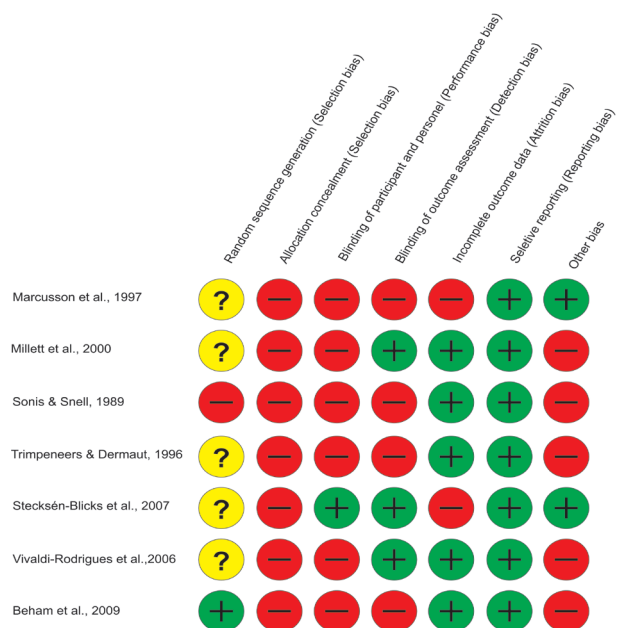 Random sequence generation (Selection bias)
Allocation concealment (Selection bias)
Blinding of participant and personel (Performance bias)
Blinding of outcome assessment (Detection bias)
Incomplete outcome data (Attrition bias)
Seletive reporting (Reporting bias)
Other bias
Marcusson et al., 1997 ? − − − − + +
Millett et al., 2000 ? − − + + + −
Sonis & Snell, 1989 − − − − + + −
Trimpeneers & Dermaut, 1996 ? − − − + + −
Stecksén-Blicks et al., 2007 ? − + + − + +
Vivaldi-Rodrigues et al.,2006 ? − − + + + −
Beham et al., 2009 + − − − + + −